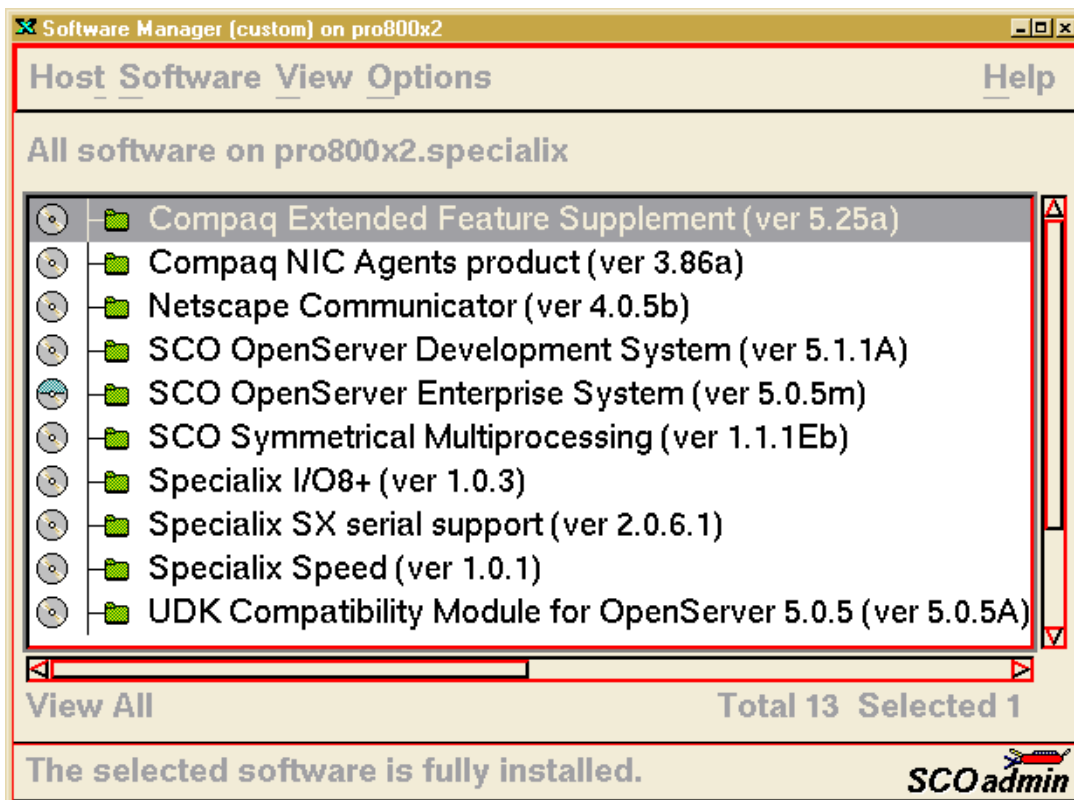 Software Manager (custom) on pro800x2
Host Software View Options Help
All software on pro800x2.specialix
Compaq Extended Feature Supplement (ver 5.25a)
Compaq NIC Agents product (ver 3.86a)
Netscape Communicator (ver 4.0.5b)
SCO OpenServer Development System (ver 5.1.1A)
SCO OpenServer Enterprise System (ver 5.0.5m)
SCO Symmetrical Multiprocessing (ver 1.1.1Eb)
Specialix I/O8+ (ver 1.0.3)
Specialix SX serial support (ver 2.0.6.1)
Specialix Speed (ver 1.0.1)
UDK Compatibility Module for OpenServer 5.0.5 (ver 5.0.5A)
View All Total 13 Selected 1
The selected software is fully installed. SCOadmin